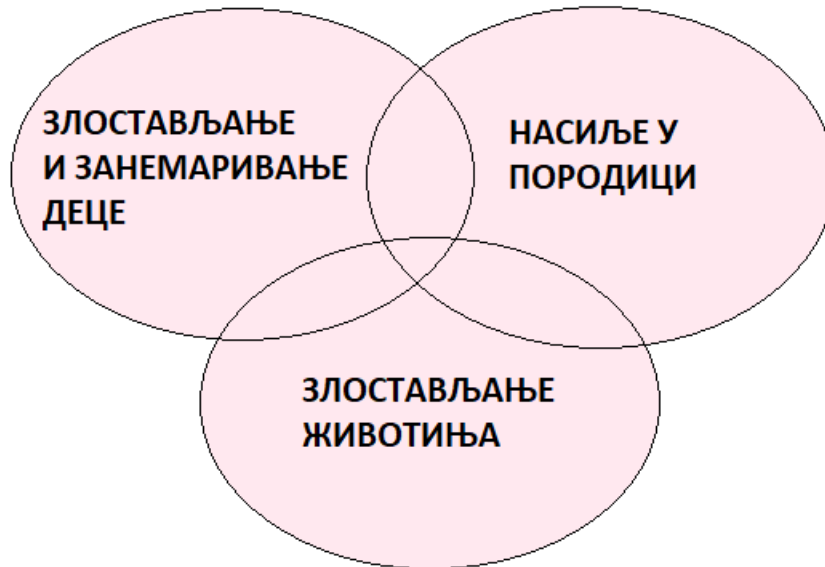 ЗЛОСТАВЉАЊЕ
И ЗАНЕМАРИВАЊЕ
ДЕЦЕ
НАСИЉЕ У
ПОРОДИЦИ
ЗЛОСТАВЉАЊЕ
ЖИВОТИЊА